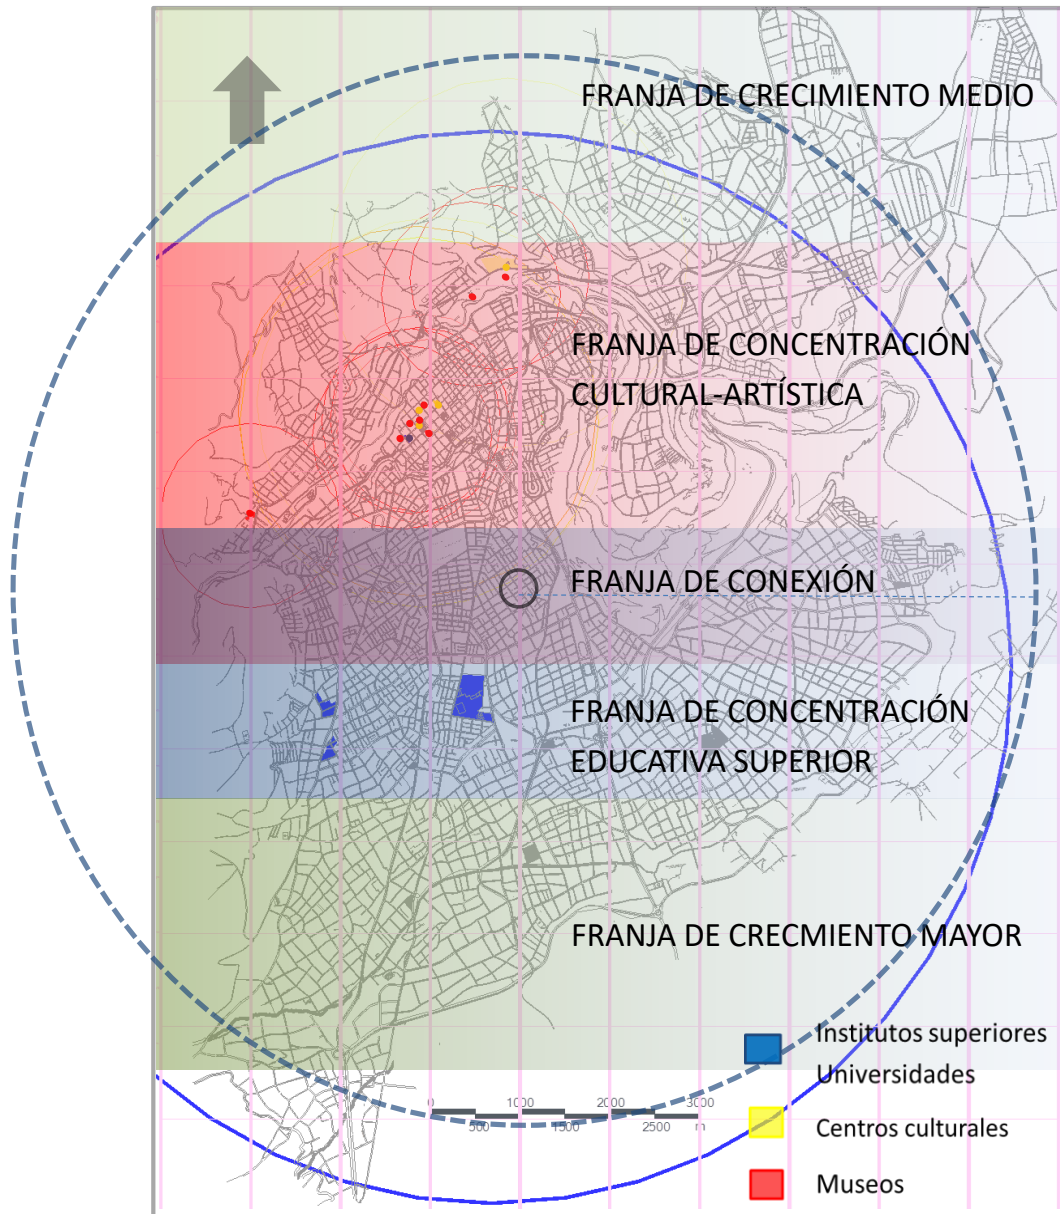 FRANJA DE CRECIMIENTO MEDIO
FRANJA DE CONCENTRACIÓN
CULTURAL-ARTÍSTICA
FRANJA DE CONEXIÓN
FRANJA DE CONCENTRACIÓN
EDUCATIVA SUPERIOR
FRANJA DE CRECMIENTO MAYOR
Institutos superiores
Universidades
0 1000 2000 3000
500 1500 2500 m
Centros culturales
Museos